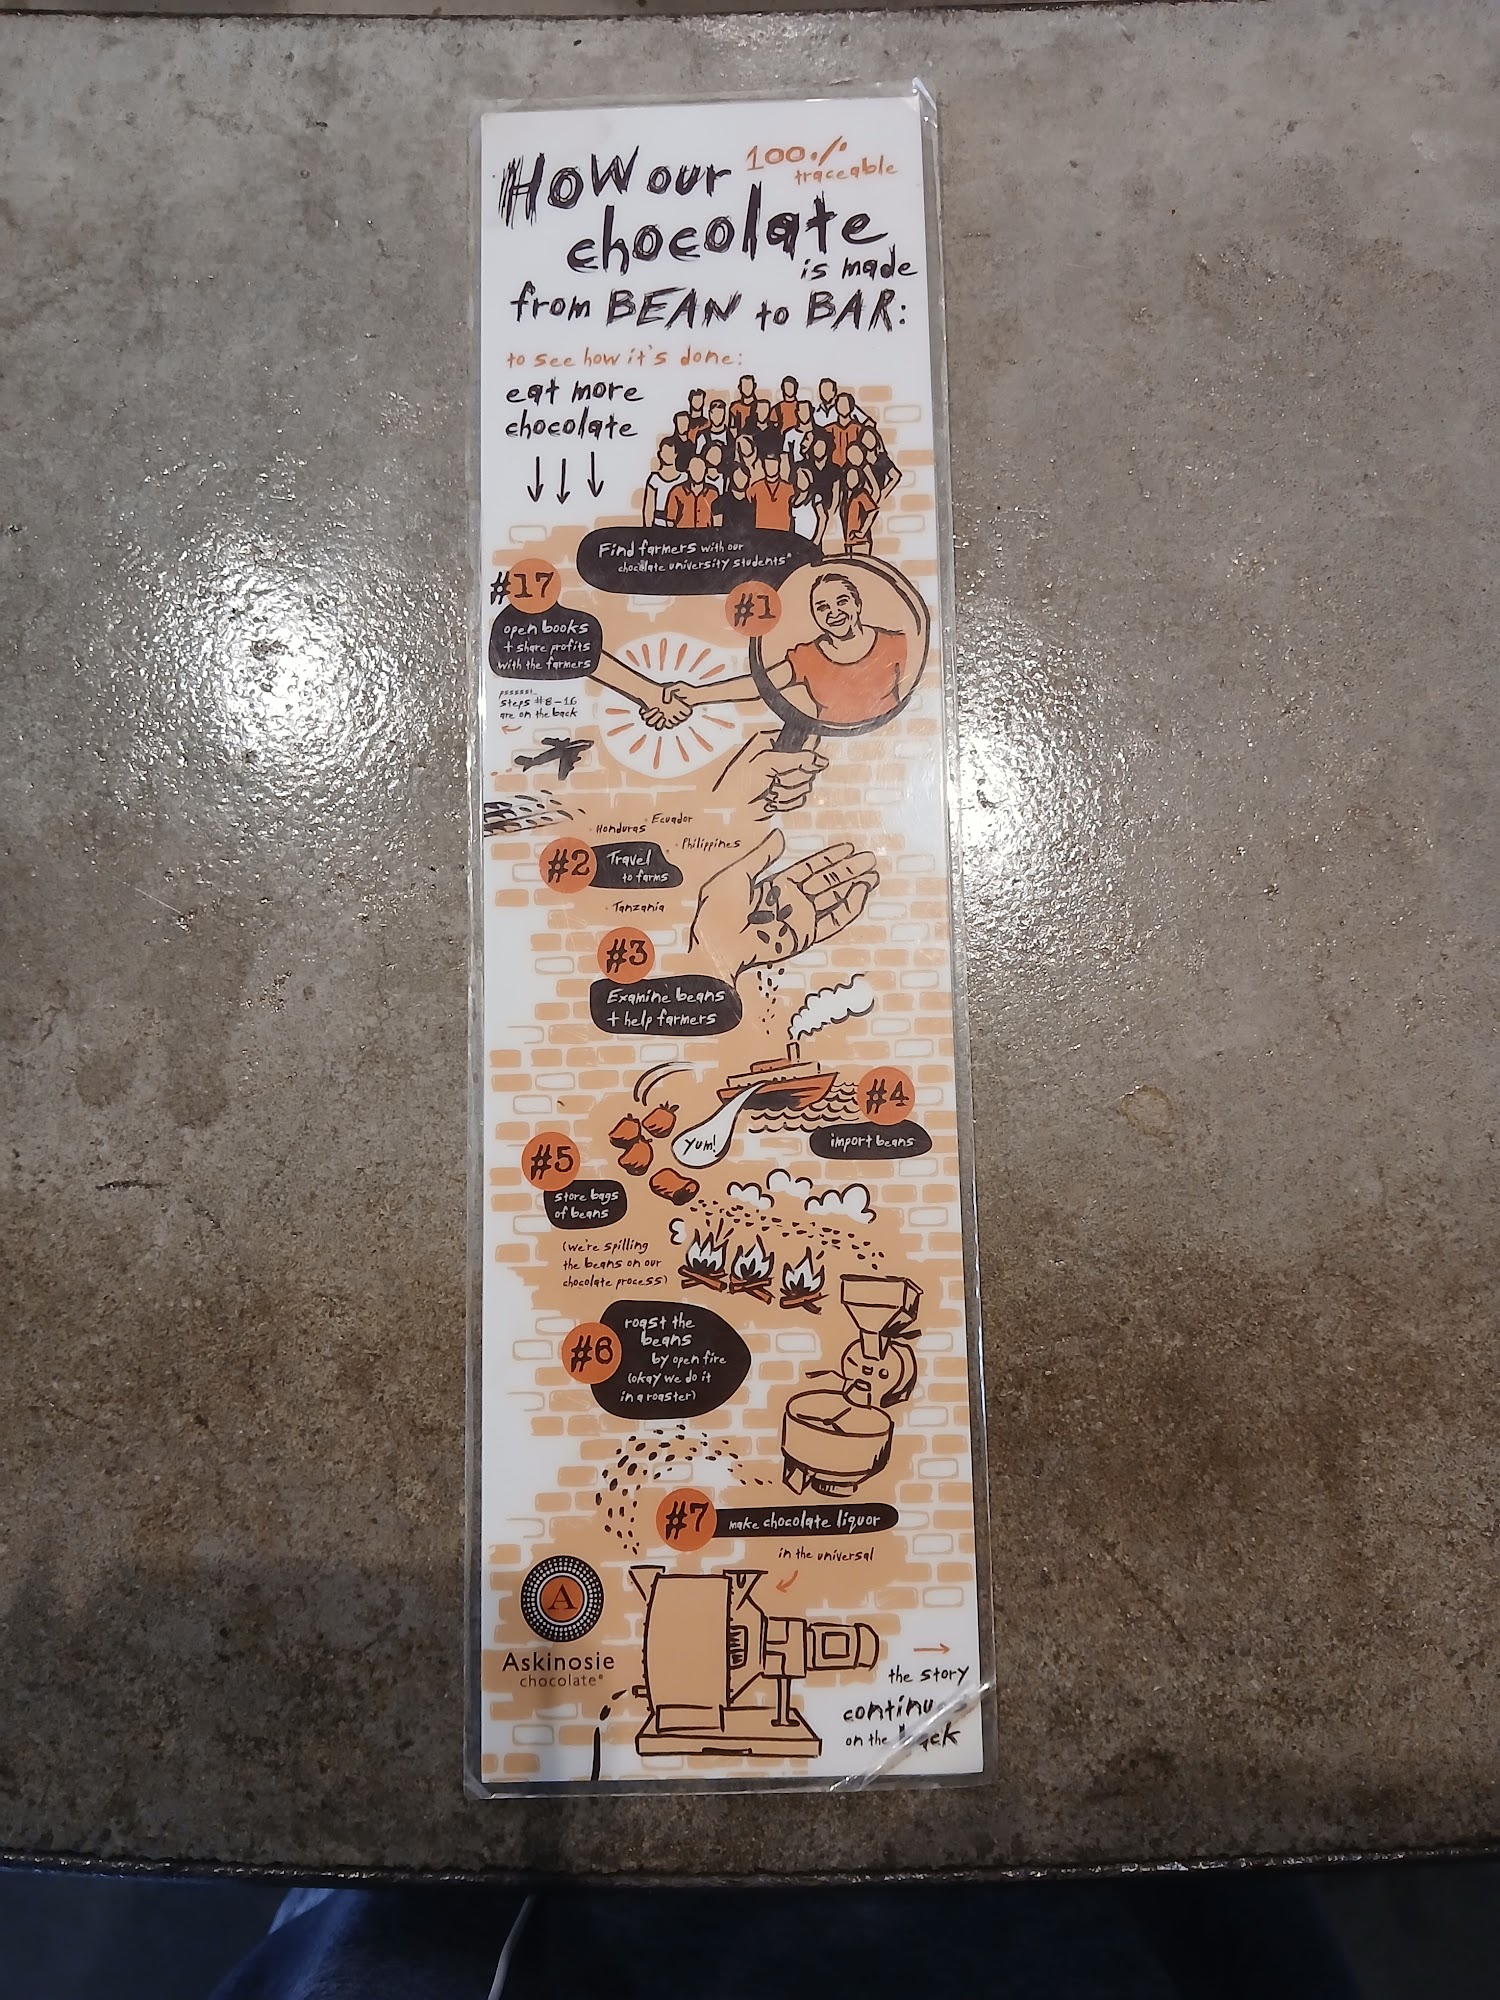 How our 100%
traceable
chocolate
is made
from BEAN to BAR:
to see how it's done:
eat more
chocolate
Find farmers with our
chocolate university students®
#1
#17
open books
+ share profits
with the farmers
psssss!
steps #8-16
are on the back
Honduras
Ecuador
Philippines
#2
Travel
to farms
Tanzania
#3
Examine beans
+ help farmers
#4
import beans
Yum!
#5
store bags
of beans
(we're spilling
the beans on our
chocolate process)
#6
roast the
beans
by open fire
(okay we do it
in a roaster)
#7
make chocolate liquor
in the universal
A
Askinosie
chocolate®
the story
continues
on the back